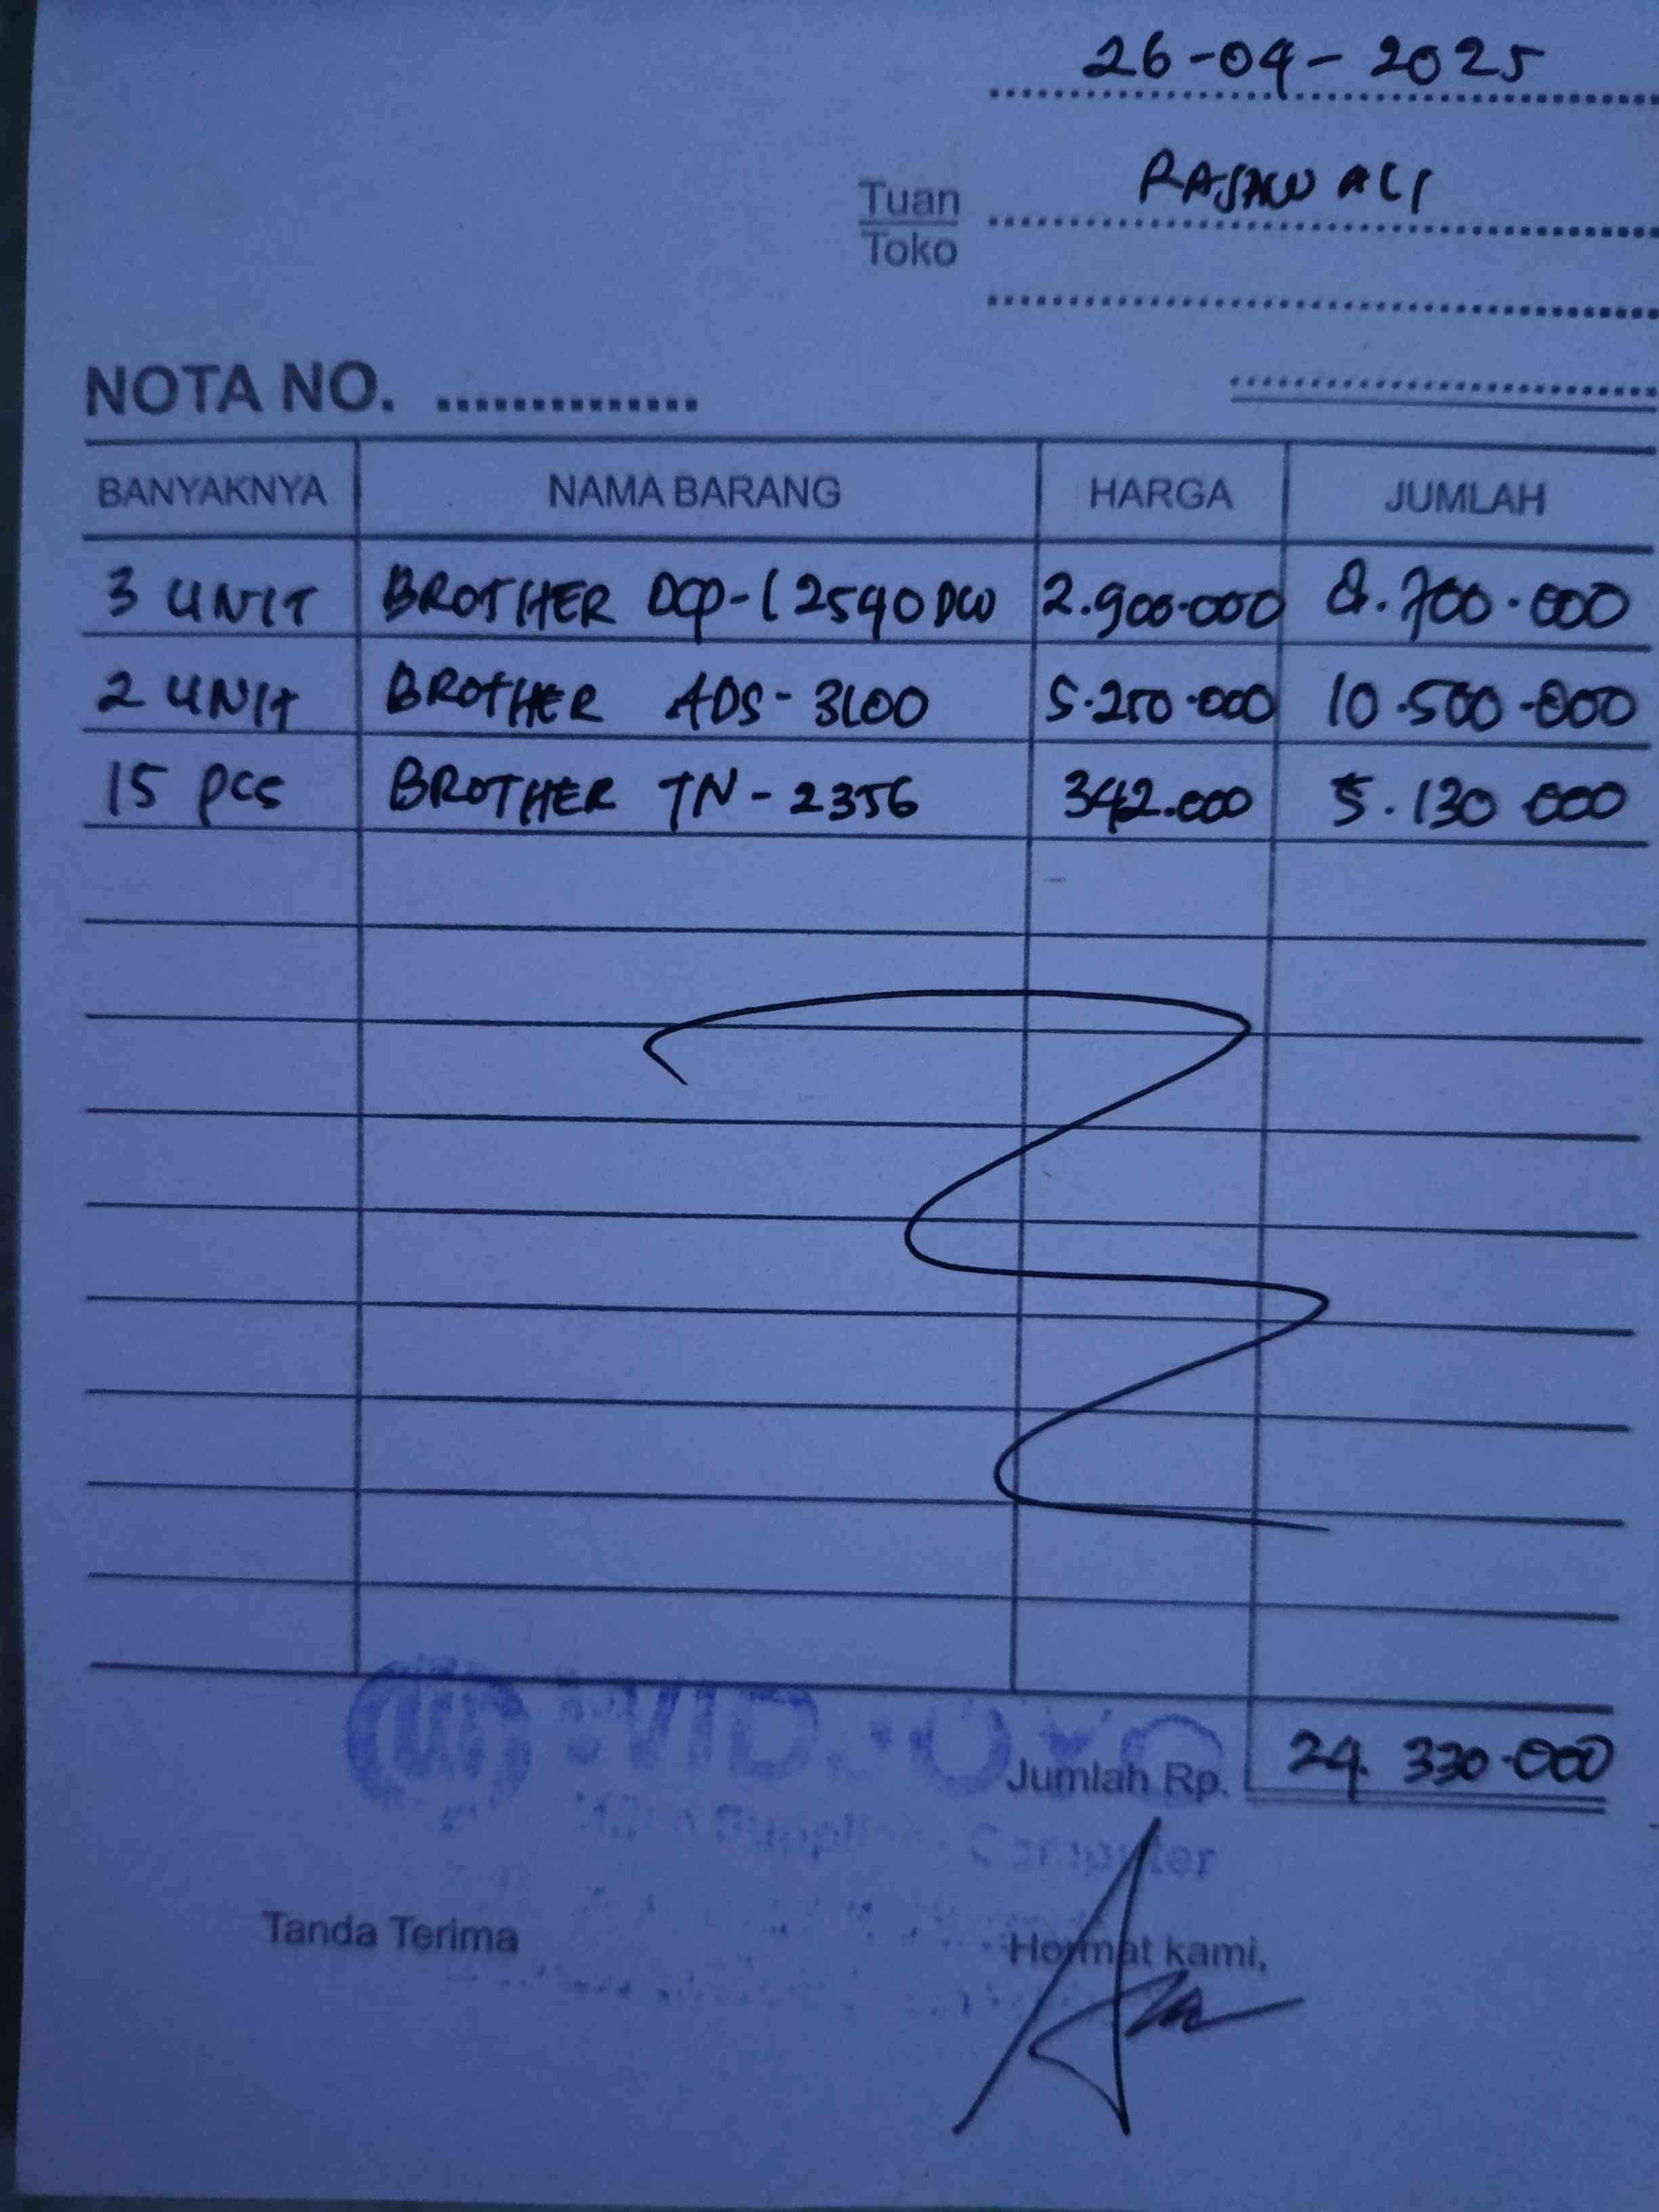 26-04-2025
Tuan
Toko
NOTA NO. ..............
BANYAKNYA NAMA BARANG HARGA JUMLAH
3 UNIT BROTHER DCP-L2540DW 2.900.000 8.700.000
2 UNIT BROTHER ADS-3100 5.250.000 10.500.000
15 pcs BROTHER TN-2356 342.000 5.130 000
Jumlah Rp. 24.330.000
Computer
Tanda Terima Hormat kami,